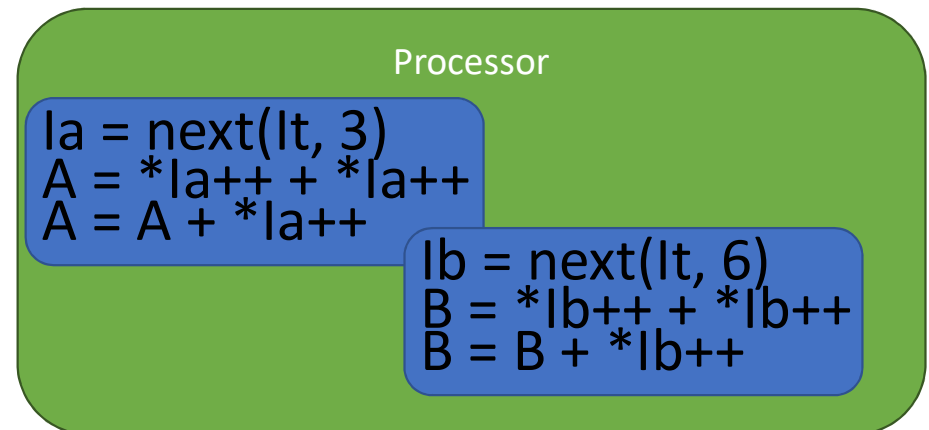 Processor
Ia = next(It, 3)
A = *Ia++ + *Ia++
A = A + *Ia++
Ib = next(It, 6)
B = *Ib++ + *Ib++
B = B + *Ib++